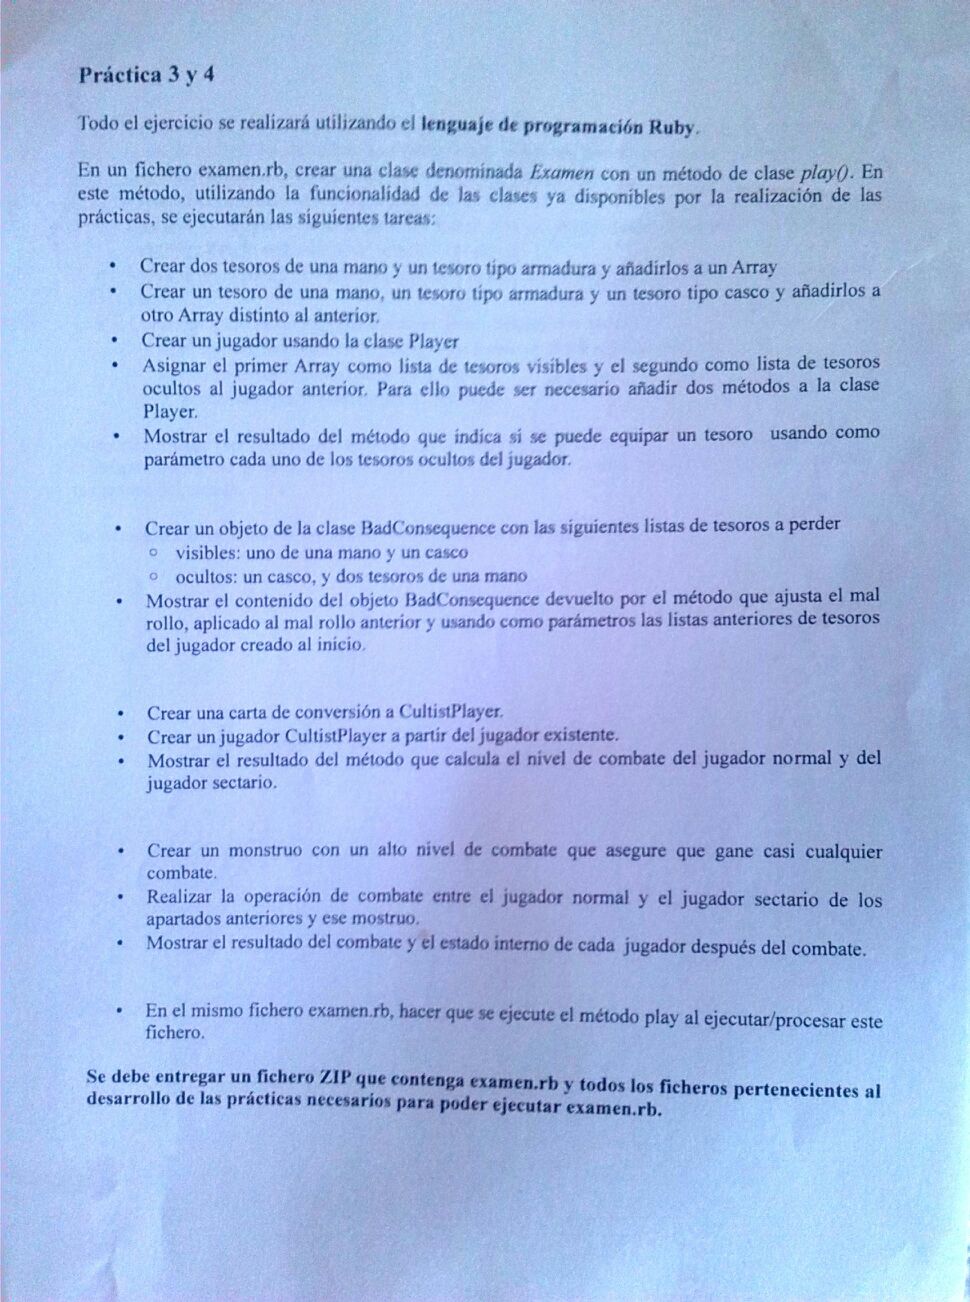 Práctica 3 y 4
Todo el ejercicio se realizará utilizando el lenguaje de programación Ruby.
En un fichero examen.rb, crear una clase denominada Examen con un método de clase play(). En
este método, utilizando la funcionalidad de las clases ya disponibles por la realización de las
prácticas, se ejecutarán las siguientes tareas:
• Crear dos tesoros de una mano y un tesoro tipo armadura y añadirlos a un Array
• Crear un tesoro de una mano, un tesoro tipo armadura y un tesoro tipo casco y añadirlos a
otro Array distinto al anterior.
• Crear un jugador usando la clase Player
• Asignar el primer Array como lista de tesoros visibles y el segundo como lista de tesoros
ocultos al jugador anterior. Para ello puede ser necesario añadir dos métodos a la clase
Player.
• Mostrar el resultado del método que indica si se puede equipar un tesoro usando como
parámetro cada uno de los tesoros ocultos del jugador.
• Crear un objeto de la clase BadConsequence con las siguientes listas de tesoros a perder
◦ visibles: uno de una mano y un casco
◦ ocultos: un casco, y dos tesoros de una mano
• Mostrar el contenido del objeto BadConsequence devuelto por el método que ajusta el mal
rollo, aplicado al mal rollo anterior y usando como parámetros las listas anteriores de tesoros
del jugador creado al inicio.
• Crear una carta de conversión a CultistPlayer.
• Crear un jugador CultistPlayer a partir del jugador existente.
• Mostrar el resultado del método que calcula el nivel de combate del jugador normal y del
jugador sectario.
• Crear un monstruo con un alto nivel de combate que asegure que gane casi cualquier
combate.
• Realizar la operación de combate entre el jugador normal y el jugador sectario de los
apartados anteriores y ese mostruo.
• Mostrar el resultado del combate y el estado interno de cada jugador después del combate.
• En el mismo fichero examen.rb, hacer que se ejecute el método play al ejecutar/procesar este
fichero.
Se debe entregar un fichero ZIP que contenga examen.rb y todos los ficheros pertenecientes al
desarrollo de las prácticas necesarios para poder ejecutar examen.rb.